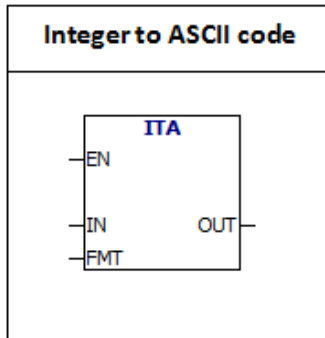 Integer to ASCII code
ITA
EN
IN OUT
FMT